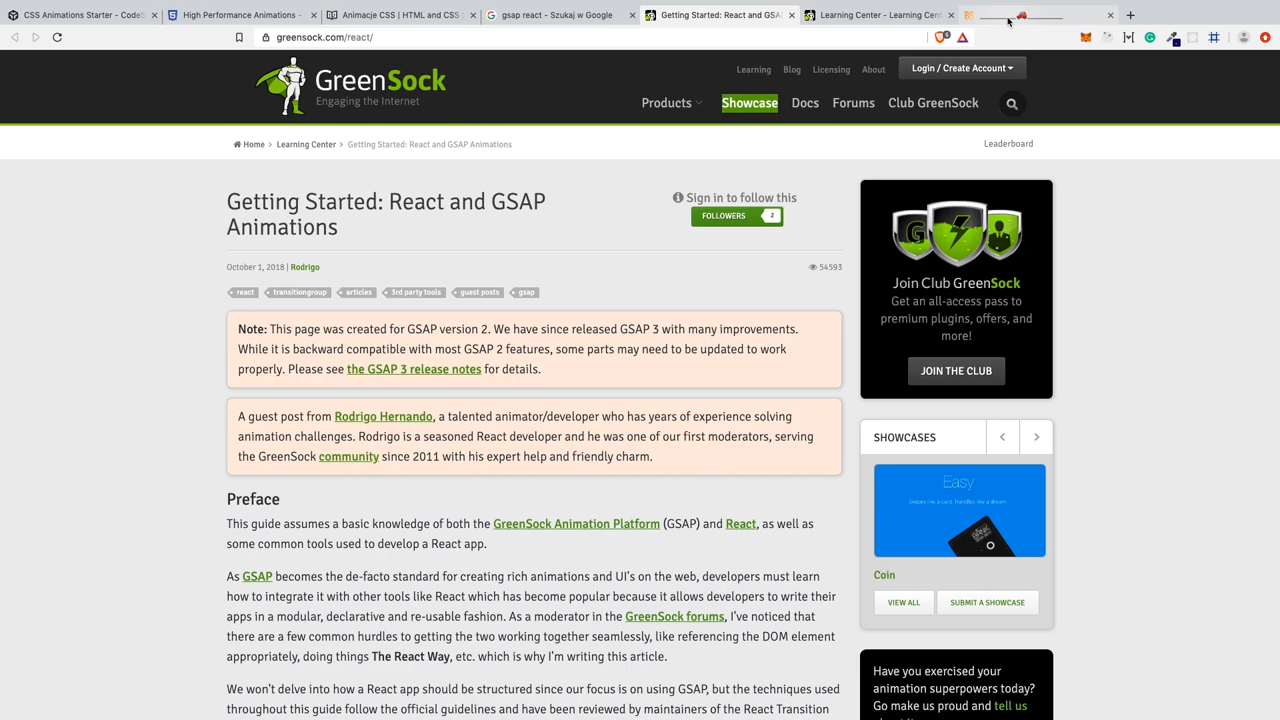 CSS Animations Starter - CodeS
High Performance Animations -
Animacje CSS | HTML and CSS
gsap react - Szukaj w Google
Getting Started: React and GSA
Learning Center - Learning Cent
greensock.com/react/
GreenSock
Engaging the Internet
Learning Blog Licensing About
Login / Create Account
Products Showcase Docs Forums Club GreenSock
Home › Learning Center › Getting Started: React and GSAP Animations
Leaderboard
Getting Started: React and GSAP
Animations
Sign in to follow this
FOLLOWERS 2
October 1, 2018 | Rodrigo
54593
react transitiongroup articles 3rd party tools guest posts gsap
Note: This page was created for GSAP version 2. We have since released GSAP 3 with many improvements.
While it is backward compatible with most GSAP 2 features, some parts may need to be updated to work
properly. Please see the GSAP 3 release notes for details.
A guest post from Rodrigo Hernando, a talented animator/developer who has years of experience solving
animation challenges. Rodrigo is a seasoned React developer and he was one of our first moderators, serving
the GreenSock community since 2011 with his expert help and friendly charm.
Preface
This guide assumes a basic knowledge of both the GreenSock Animation Platform (GSAP) and React, as well as
some common tools used to develop a React app.
As GSAP becomes the de-facto standard for creating rich animations and UI's on the web, developers must learn
how to integrate it with other tools like React which has become popular because it allows developers to write their
apps in a modular, declarative and re-usable fashion. As a moderator in the GreenSock forums, I've noticed that
there are a few common hurdles to getting the two working together seamlessly, like referencing the DOM element
appropriately, doing things The React Way, etc. which is why I'm writing this article.
We won't delve into how a React app should be structured since our focus is on using GSAP, but the techniques used
throughout this guide follow the official guidelines and have been reviewed by maintainers of the React Transition
Join Club GreenSock
Get an all-access pass to
premium plugins, offers, and
more!
JOIN THE CLUB
SHOWCASES
Easy
Swipes like a card. Handles like a dream.
Coin
VIEW ALL SUBMIT A SHOWCASE
Have you exercised your
animation superpowers today?
Go make us proud and tell us